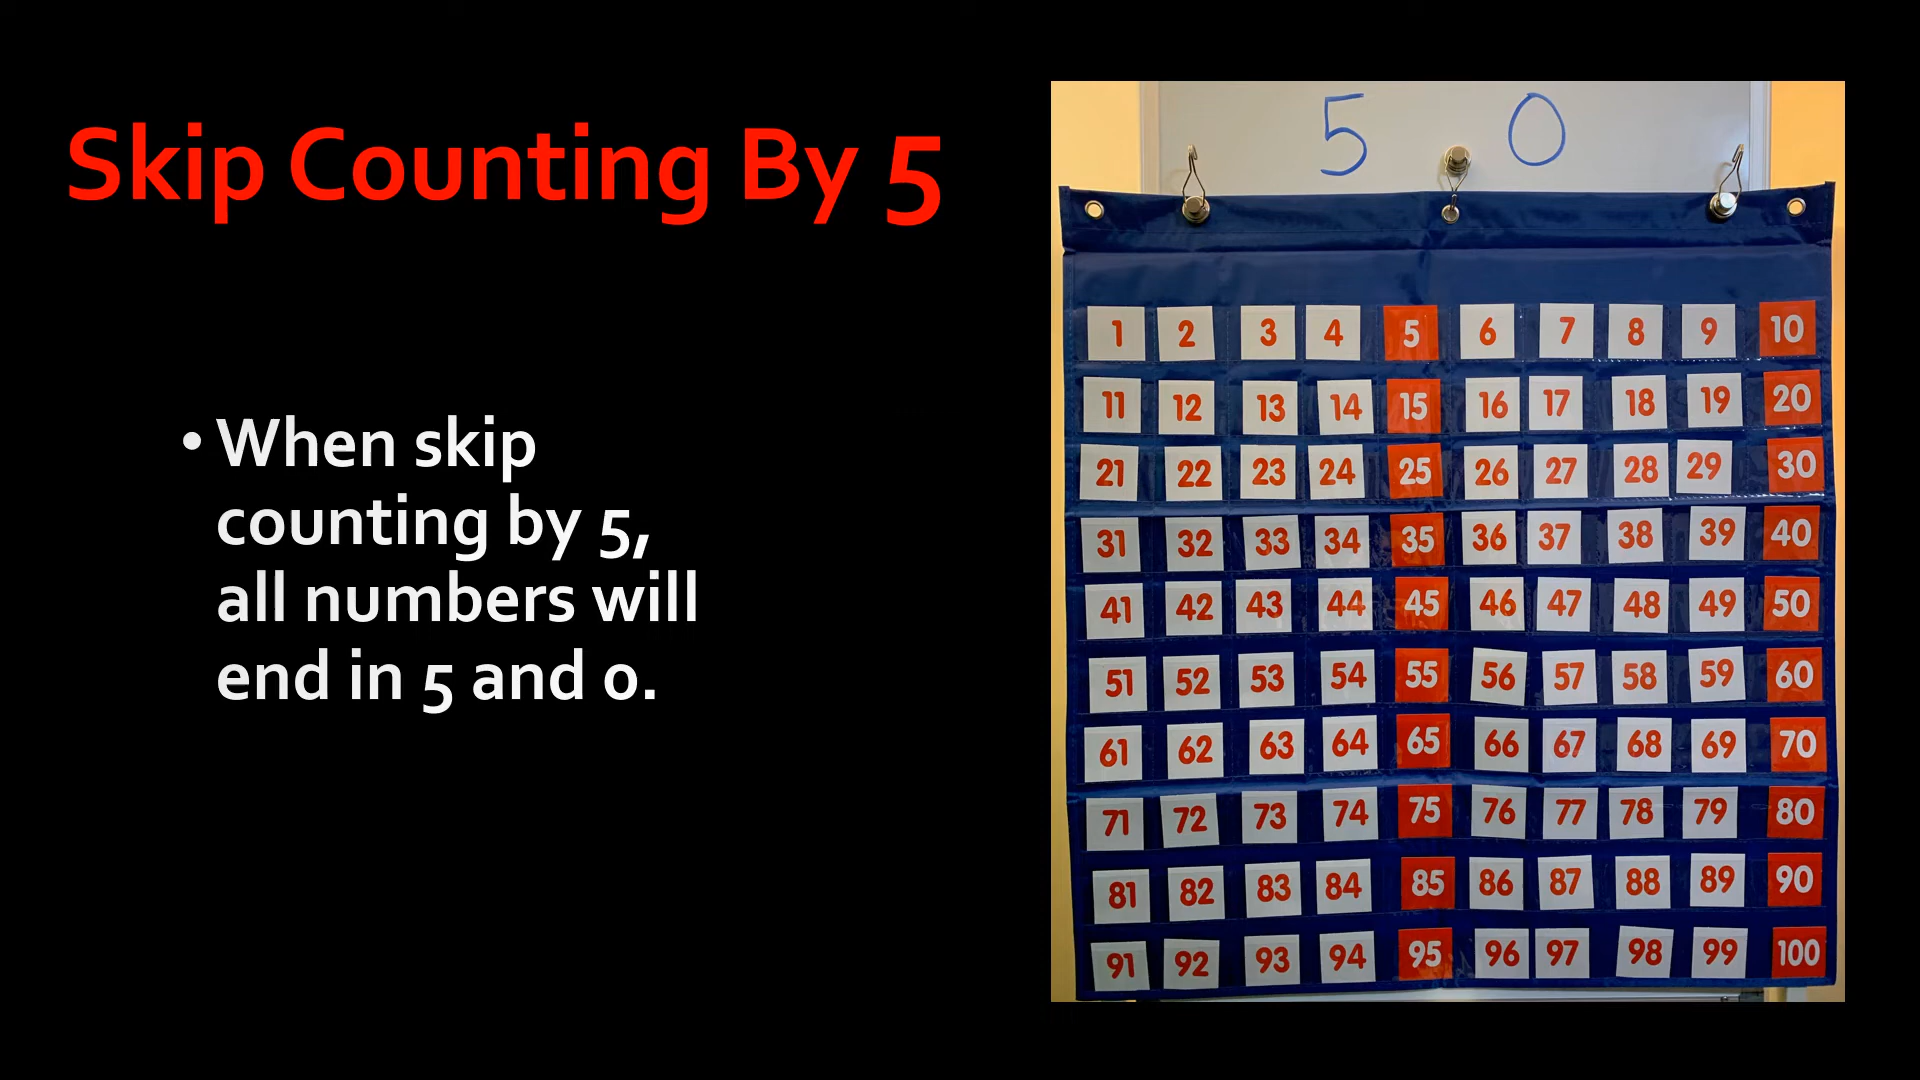 Skip Counting By 5
• When skip
counting by 5,
all numbers will
end in 5 and 0.
5 0
1 2 3 4 5 6 7 8 9 10
11 12 13 14 15 16 17 18 19 20
21 22 23 24 25 26 27 28 29 30
31 32 33 34 35 36 37 38 39 40
41 42 43 44 45 46 47 48 49 50
51 52 53 54 55 56 57 58 59 60
61 62 63 64 65 66 67 68 69 70
71 72 73 74 75 76 77 78 79 80
81 82 83 84 85 86 87 88 89 90
91 92 93 94 95 96 97 98 99 100